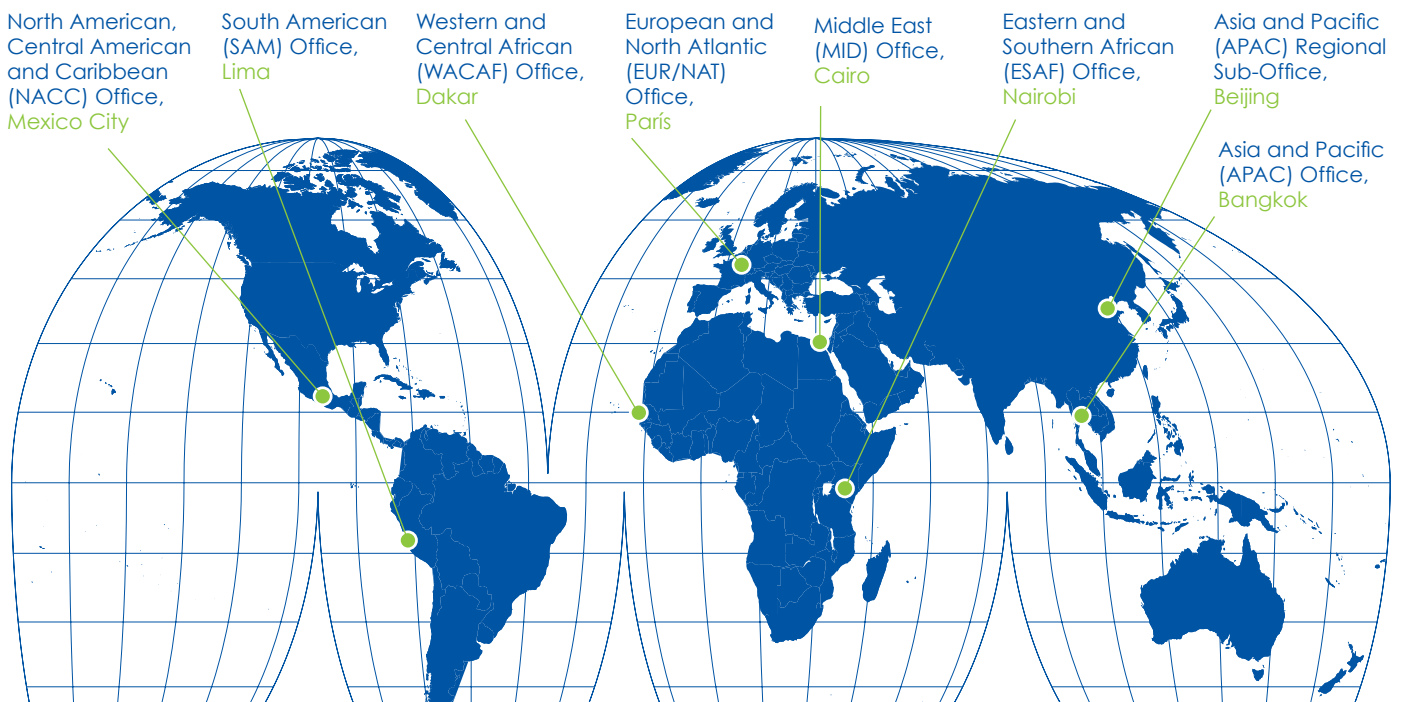 North American,
Central American
and Caribbean
(NACC) Office,
Mexico City
South American
(SAM) Office,
Lima
Western and
Central African
(WACAF) Office,
Dakar
European and
North Atlantic
(EUR/NAT)
Office,
París
Middle East
(MID) Office,
Cairo
Eastern and
Southern African
(ESAF) Office,
Nairobi
Asia and Pacific
(APAC) Regional
Sub-Office,
Beijing
Asia and Pacific
(APAC) Office,
Bangkok